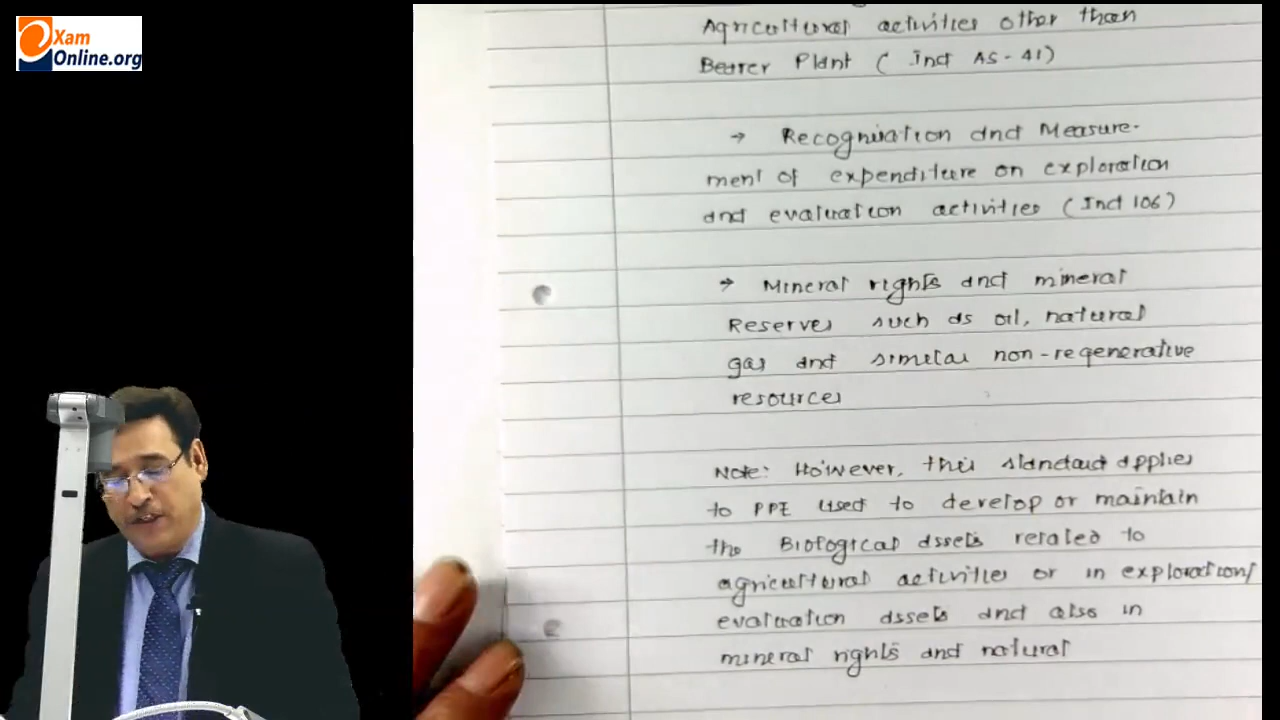 exam
Online.org
Agricultural activities other than
Bearer Plant ( Ind AS-41)
→ Recognisation and Measure-
ment of expenditure on exploration
and evaluation activities (Ind 106)
→ Mineral rights and mineral
Reserves such as oil, natural
gas and similar non-regenerative
resources
Note: However, this standard applies
to PPE used to develop or maintain
the Biological assets related to
agricultural activities or in exploration/
evaluation assets and also in
mineral rights and natural